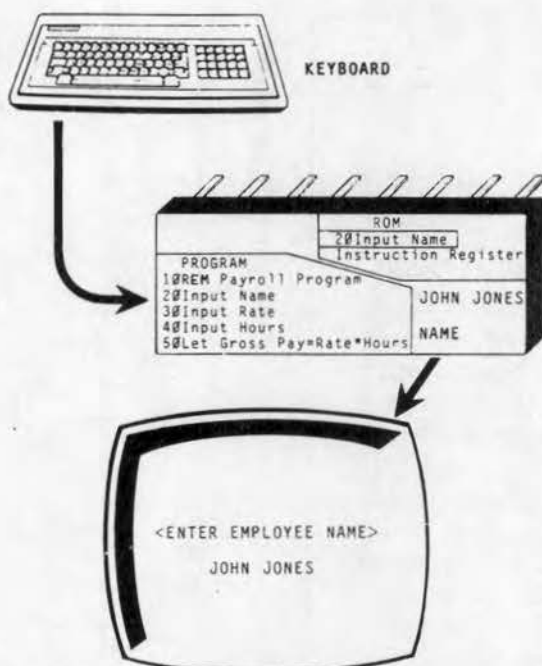 KEYBOARD
ROM
20Input Name
Instruction Register
PROGRAM
10REM Payroll Program
20Input Name
30Input Rate
40Input Hours
50Let Gross Pay=Rate*Hours
JOHN JONES
NAME
<ENTER EMPLOYEE NAME>
JOHN JONES